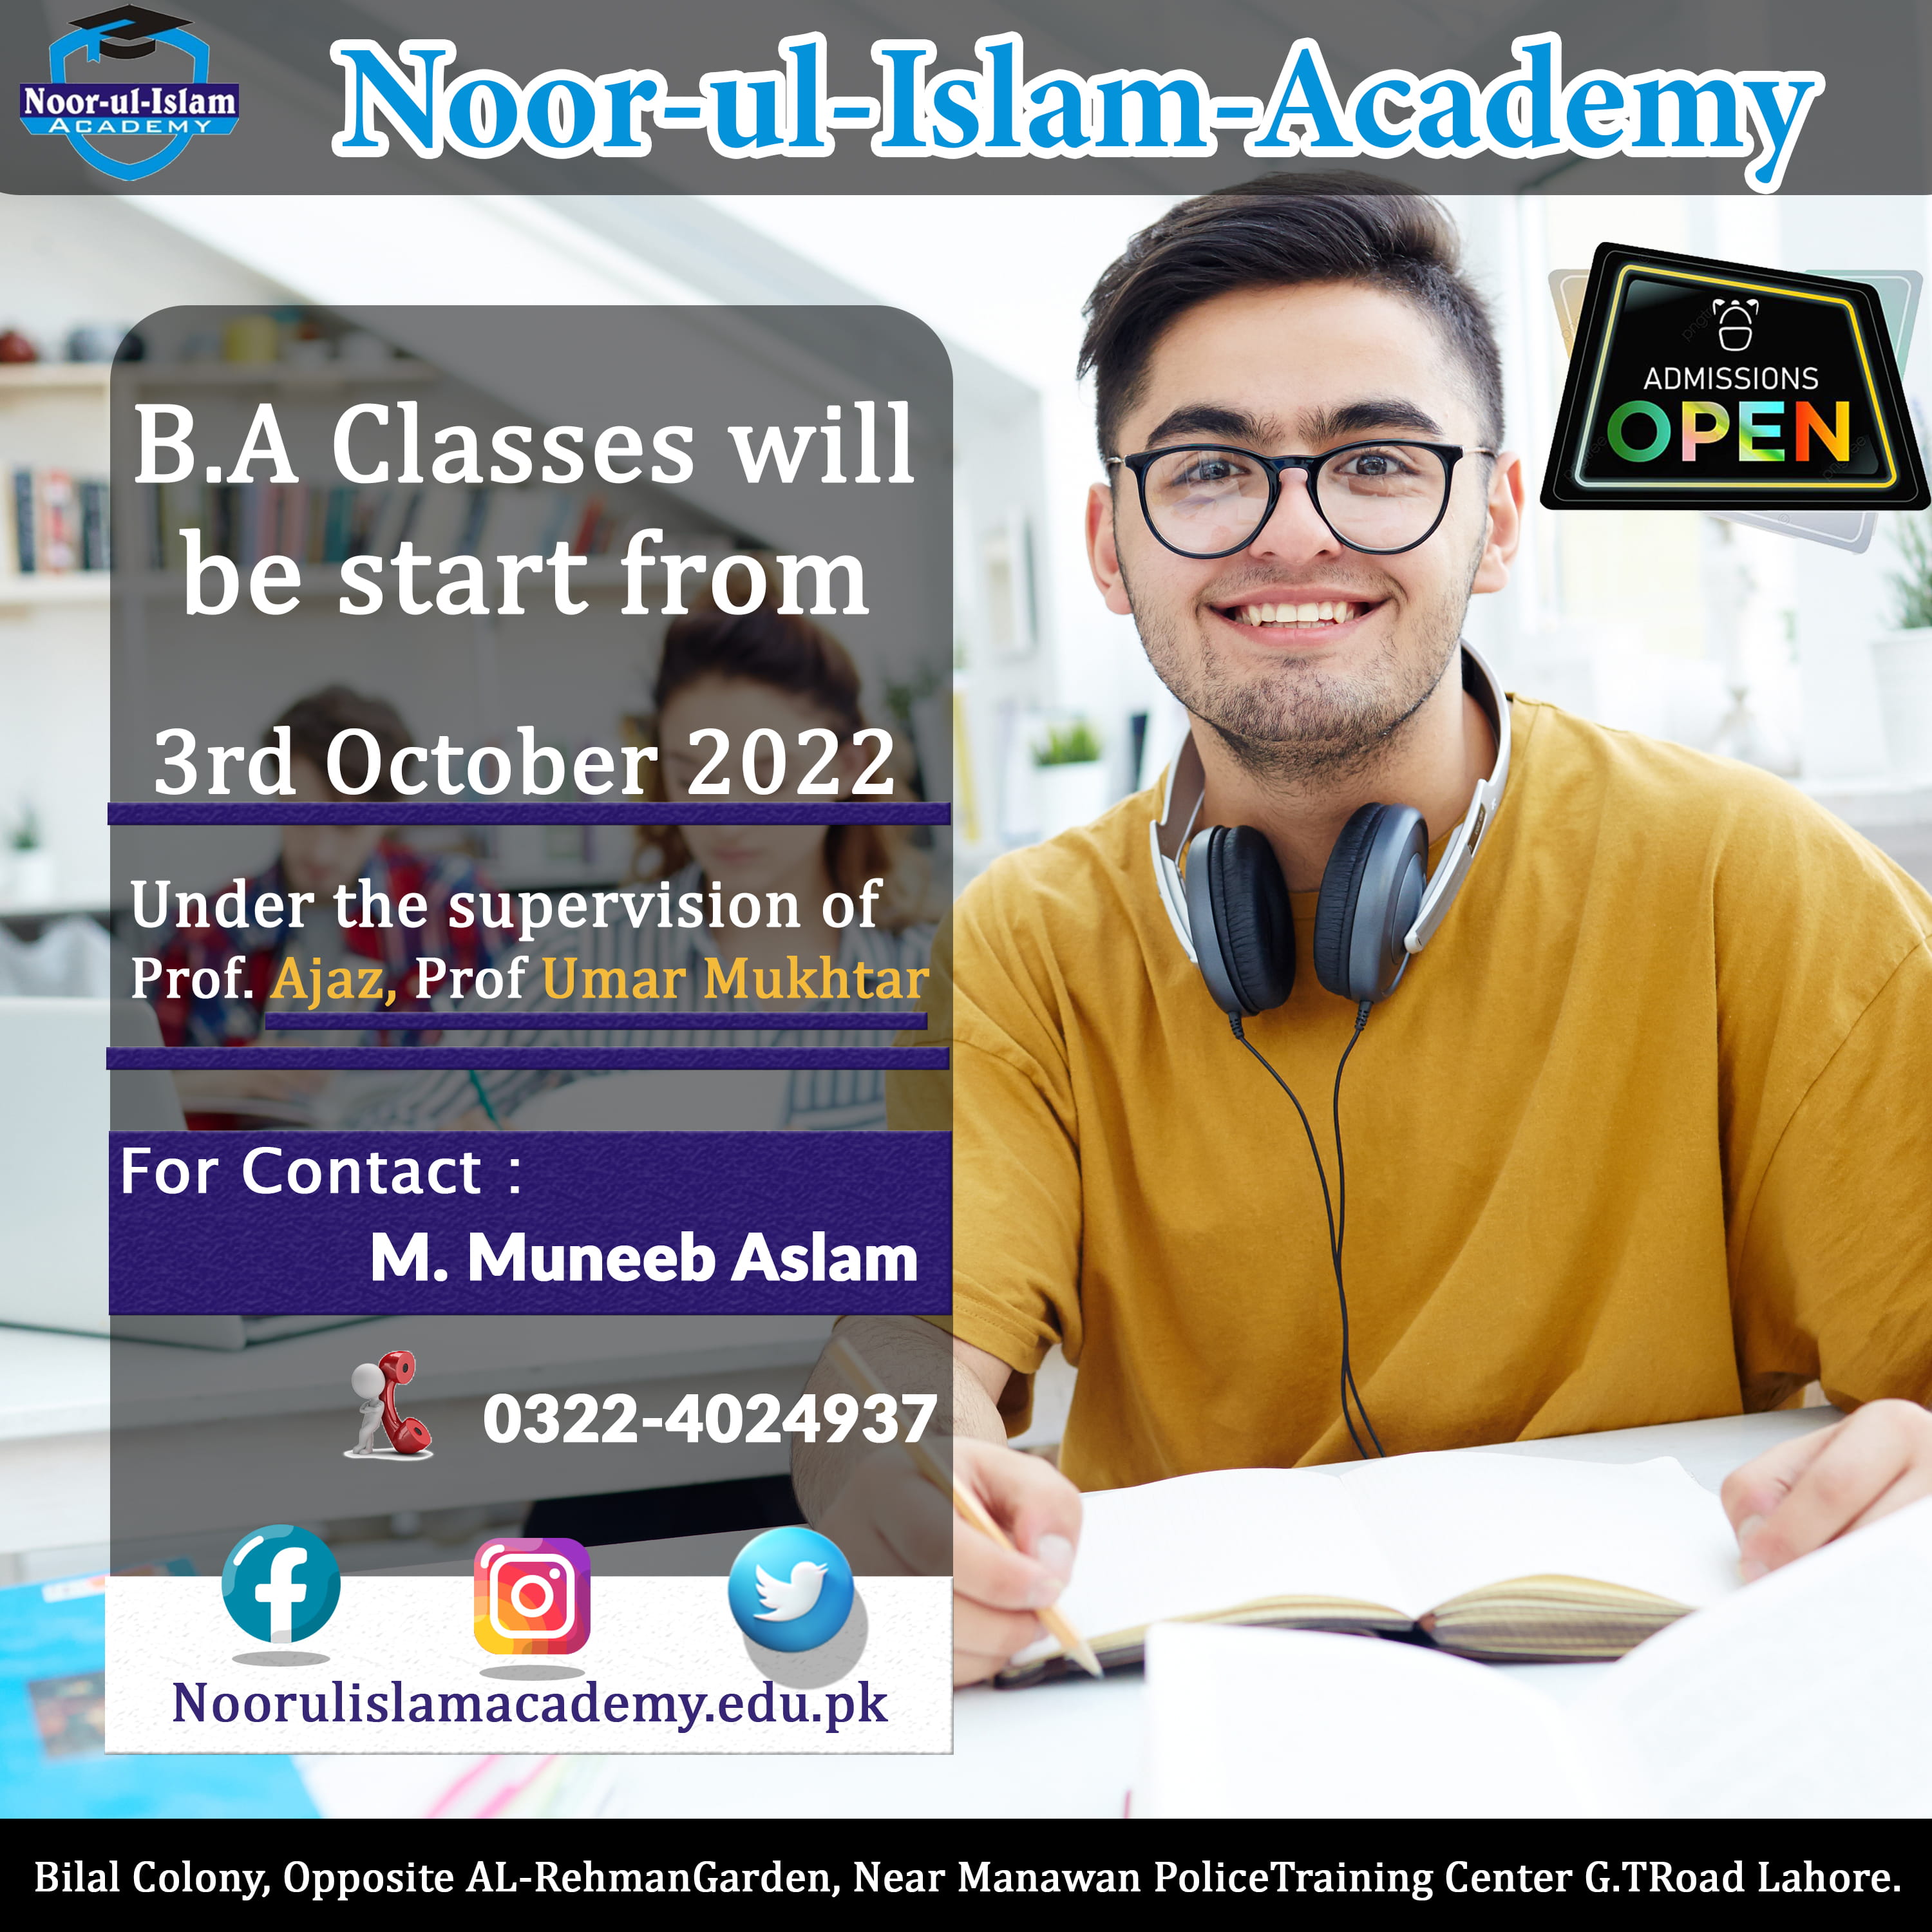 Noor-ul-Islam
ACADEMY
Noor-ul-Islam-Academy
ADMISSIONS
OPEN
B.A Classes will
be start from
3rd October 2022
Under the supervision of
Prof. Ajaz, Prof Umar Mukhtar
For Contact :
M. Muneeb Aslam
0322-4024937
Noorulislamacademy.edu.pk
Bilal Colony, Opposite AL-RehmanGarden, Near Manawan PoliceTraining Center G.TRoad Lahore.